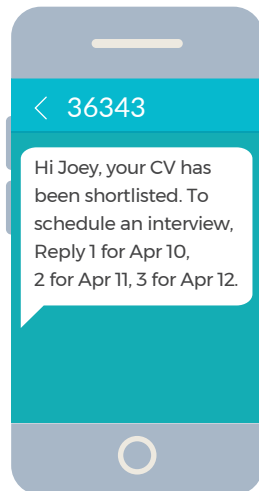 36343
Hi Joey, your CV has
been shortlisted. To
schedule an interview,
Reply 1 for Apr 10,
2 for Apr 11, 3 for Apr 12.